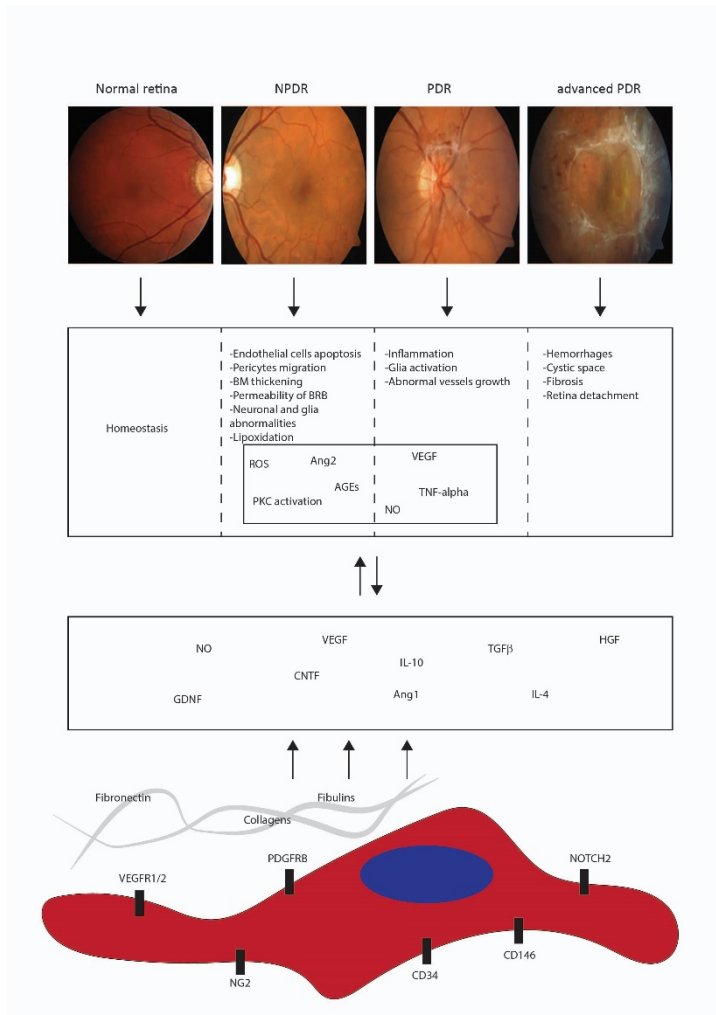 Normal retina
NPDR
PDR
advanced PDR
Homeostasis
-Endothelial cells apoptosis
-Pericytes migration
-BM thickening
-Permeability of BRB
-Neuronal and glia
abnormalities
-Lipoxidation
-Inflammation
-Glia activation
-Abnormal vessels growth
-Hemorrhages
-Cystic space
-Fibrosis
-Retina detachment
ROS
Ang2
AGEs
PKC activation
VEGF
TNF-alpha
NO
NO
VEGF
TGFβ
HGF
IL-10
CNTF
GDNF
Ang1
IL-4
Fibronectin
Fibulins
Collagens
VEGFR1/2
PDGFRB
NOTCH2
NG2
CD34
CD146